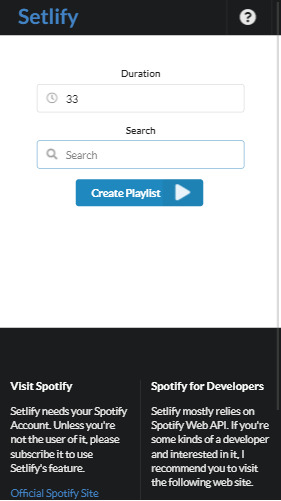 Setlify
?
Duration
33
Search
Search
Create Playlist
Visit Spotify
Setlify needs your Spotify
Account. Unless you're
not the user of it, please
subscribe it to use
Setlify's feature.
Official Spotify Site
Spotify for Developers
Setlify mostly relies on
Spotify Web API. If you're
some kinds of a developer
and interested in it, I
recommend you to visit
the following web site.